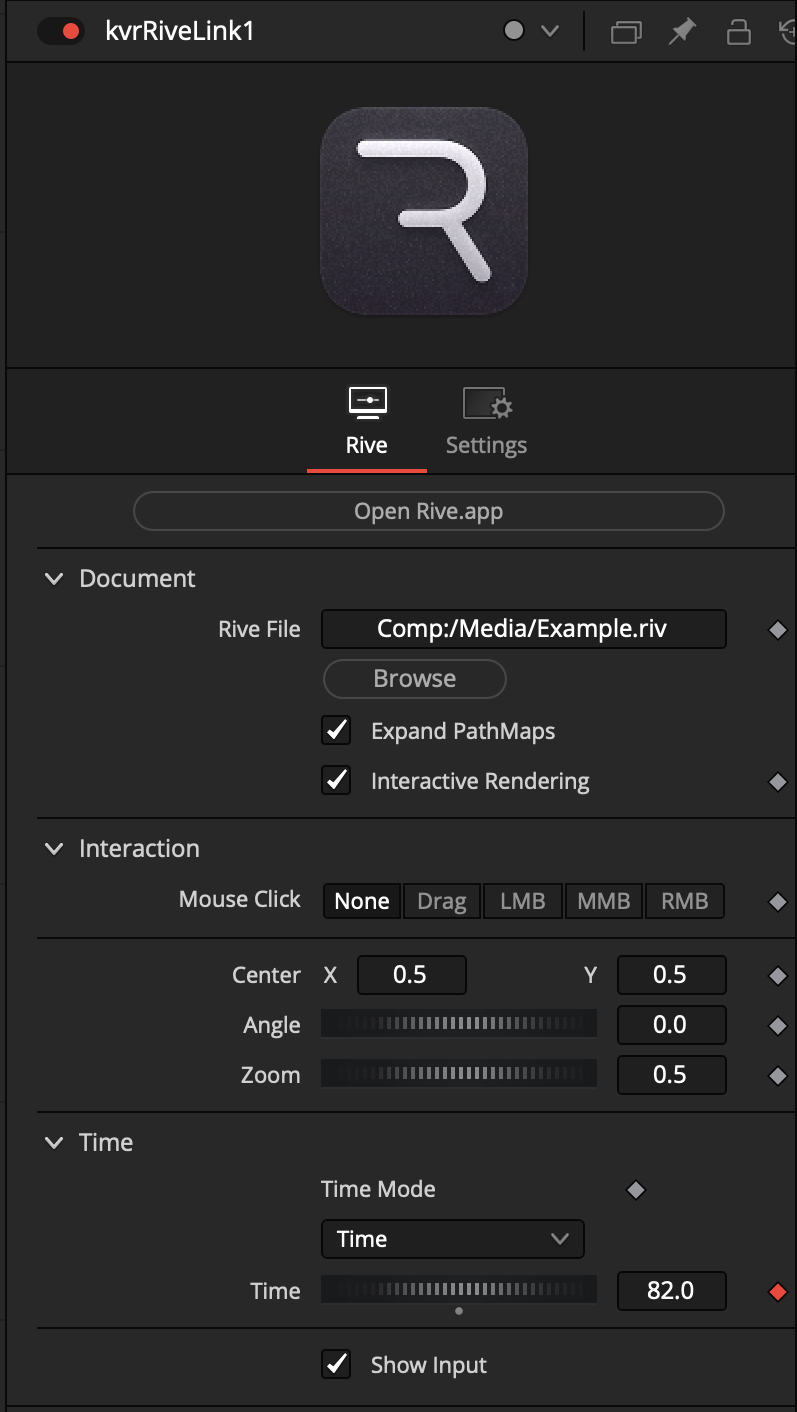 kvrRiveLink1
Rive Settings
Open Rive.app
Document
Rive File Comp:/Media/Example.riv
Browse
Expand PathMaps
Interactive Rendering
Interaction
Mouse Click None Drag LMB MMB RMB
Center X 0.5 Y 0.5
Angle 0.0
Zoom 0.5
Time
Time Mode
Time
Time 82.0
Show Input